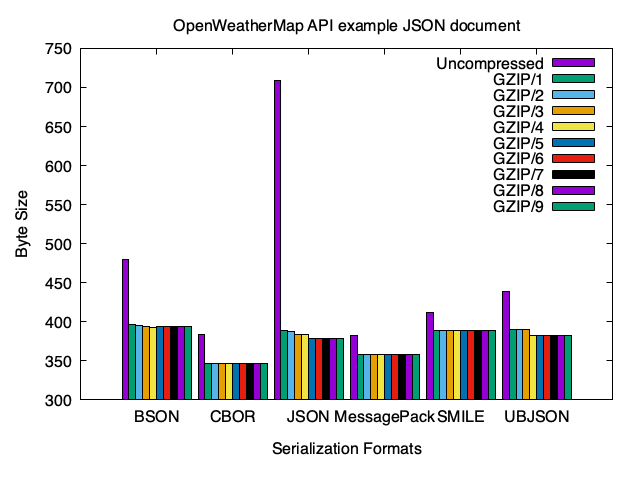 OpenWeatherMap API example JSON document
750
700
650
600
550
500
450
400
350
300
Byte Size
Uncompressed
GZIP/1
GZIP/2
GZIP/3
GZIP/4
GZIP/5
GZIP/6
GZIP/7
GZIP/8
GZIP/9
BSON CBOR JSON MessagePack SMILE UBJSON
Serialization Formats